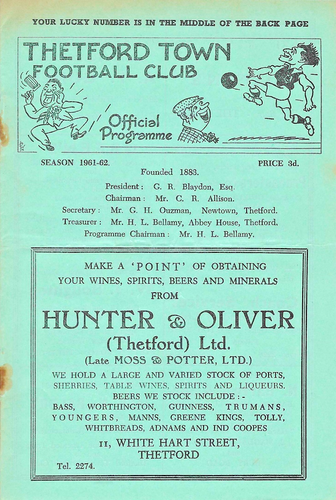 YOUR LUCKY NUMBER IS IN THE MIDDLE OF THE BACK PAGE
THETFORD TOWN
FOOTBALL CLUB
Official
Programme
SEASON 1961-62. PRICE 3d.
Founded 1883.
President : G. R. Blaydon, Esq.
Chairman : Mr. C. R. Allison.
Secretary : Mr. G. H. Ouzman, Newtown, Thetford.
Treasurer : Mr. H. L. Bellamy, Abbey House, Thetford.
Programme Chairman : Mr. H. L. Bellamy.
MAKE A 'POINT' OF OBTAINING
YOUR WINES, SPIRITS, BEERS AND MINERALS
FROM
HUNTER & OLIVER
(Thetford) Ltd.
(Late MOSS & POTTER, LTD.)
WE HOLD A LARGE AND VARIED STOCK OF PORTS,
SHERRIES, TABLE WINES, SPIRITS AND LIQUEURS.
BEERS WE STOCK INCLUDE :-
BASS, WORTHINGTON, GUINNESS, TRUMANS,
YOUNGERS, MANNS, GREENE KINGS, TOLLY,
WHITBREADS, ADNAMS AND IND COOPES
11, WHITE HART STREET,
THETFORD
Tel. 2274.